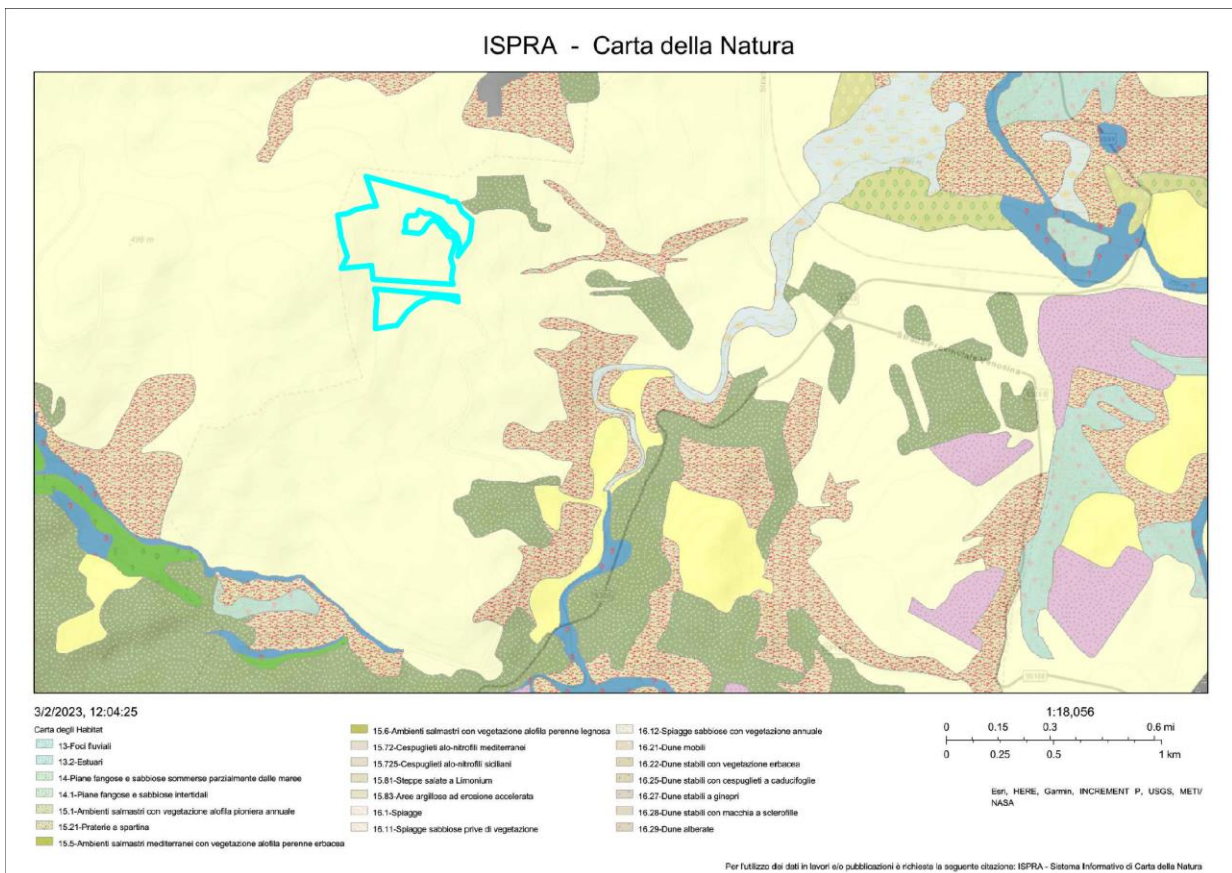 ISPRA - Carta della Natura
496 m
Strada Provinciale Venosina
SS168
3/2/2023, 12:04:25
Carta degli Habitat
13-Foci fluviali
13.2-Estuari
14-Piane fangose e sabbiose sommerse parzialmente dalle maree
14.1-Piane fangose e sabbiose intertidali
15.1-Ambienti salmastri con vegetazione alofila pioniera annuale
15.21-Praterie a spartina
15.5-Ambienti salmastri mediterranei con vegetazione alofila perenne erbacea
15.6-Ambienti salmastri con vegetazione alofila perenne legnosa
15.72-Cespuglieti alo-nitrofili mediterranei
15.725-Cespuglieti alo-nitrofili siciliani
15.81-Steppe salate a Limonium
15.83-Aree argillose ad erosione accelerata
16.1-Spiagge
16.11-Spiagge sabbiose prive di vegetazione
16.12-Spiagge sabbiose con vegetazione annuale
16.21-Dune mobili
16.22-Dune stabili con vegetazione erbacea
16.25-Dune stabili con cespuglieti a caducifoglie
16.27-Dune stabili a ginepri
16.28-Dune stabili con macchia a sclerofille
16.29-Dune alberate
1:18,056
0 0.15 0.3 0.6 mi
0 0.25 0.5 1 km
Esri, HERE, Garmin, INCREMENT P, USGS, METI/
NASA
Per l'utilizzo dei dati in lavori e/o pubblicazioni è richiesta la seguente citazione: ISPRA - Sistema Informativo di Carta della Natura